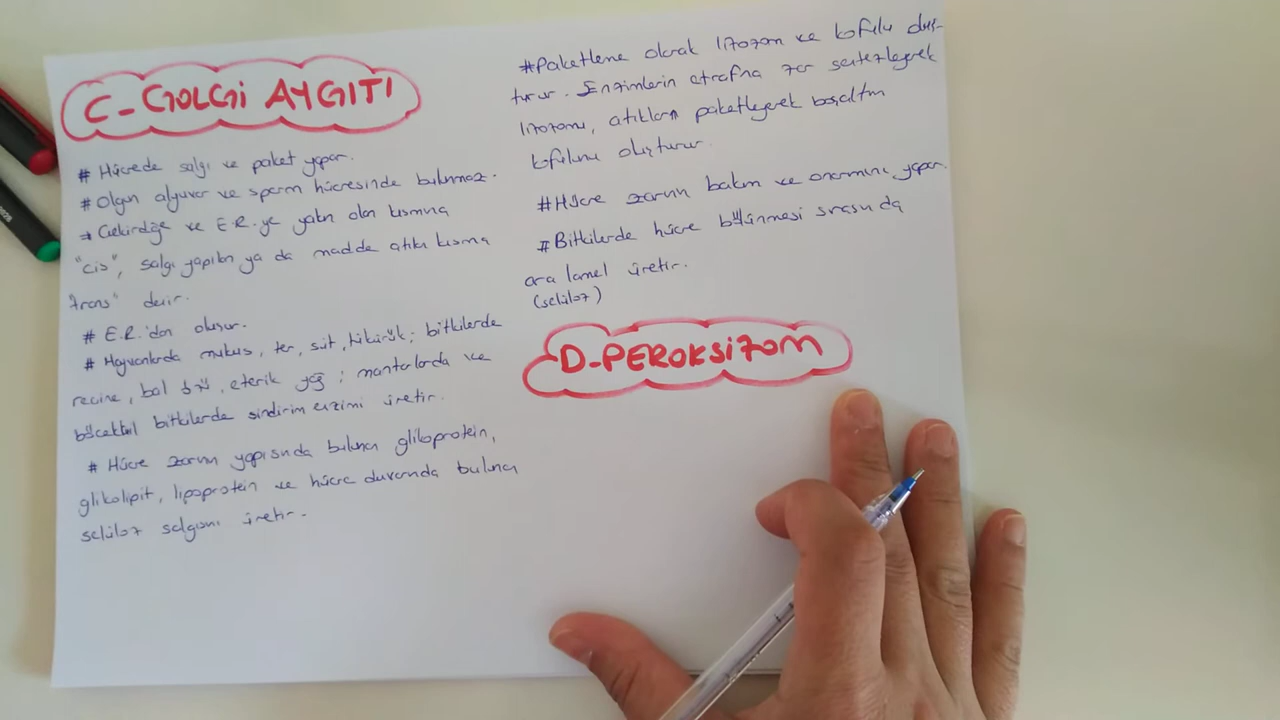 C- GOLGİ AYGITI
# Hücrede salgı ve paket yapar.
# Olgun alyuvar ve sperm hücresinde bulunmaz.
→ Çekirdeğe ve E.R.ye yakın olan kısmına
"cis", salgı yapılan ya da madde atılan kısma
"trans" denir.
# E.R.'dan oluşur.
# Hayvanlarda mukus, ter, süt, tükürük; bitkilerde
reçine, bal özü, eterik yağ; mantarlarda ve
böcekçil bitkilerde sindirim enzimi üretir.
# Hücre zarının yapısında bulunan glikoprotein,
glikolipit, lipoprotein ve hücre duvarında bulunan
selüloz salgısını üretir.
# Paketleme olarak lizozom ve kofulu oluş-
turur. Enzimlerin etrafına zar sentezleyerek
lizozomu, atıkları paketleyerek boşaltım
kofulunu oluşturur.
# Hücre zarının bakım ve onarımını yapar.
# Bitkilerde hücre bölünmesi sırasında
ara lamel üretir.
(selüloz)
D-PEROKSİZOM